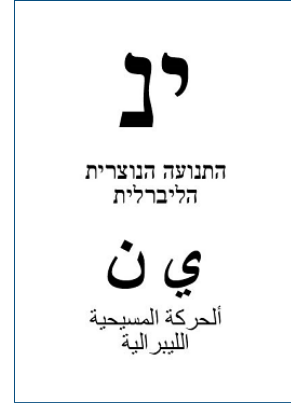 ינ
התנועה הנוצרית
הליברלית
ي ن
ألحركة المسيحية
الليبرالية